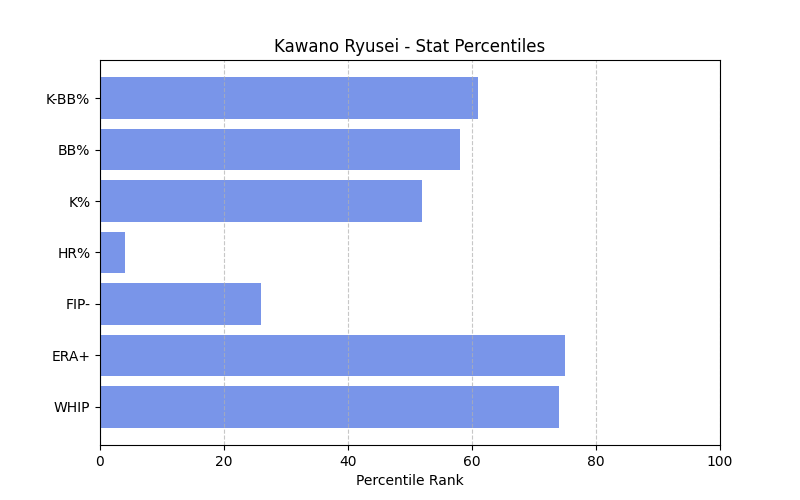 Kawano Ryusei - Stat Percentiles
K-BB%
BB%
K%
HR%
FIP-
ERA+
WHIP
0 20 40 60 80 100
Percentile Rank